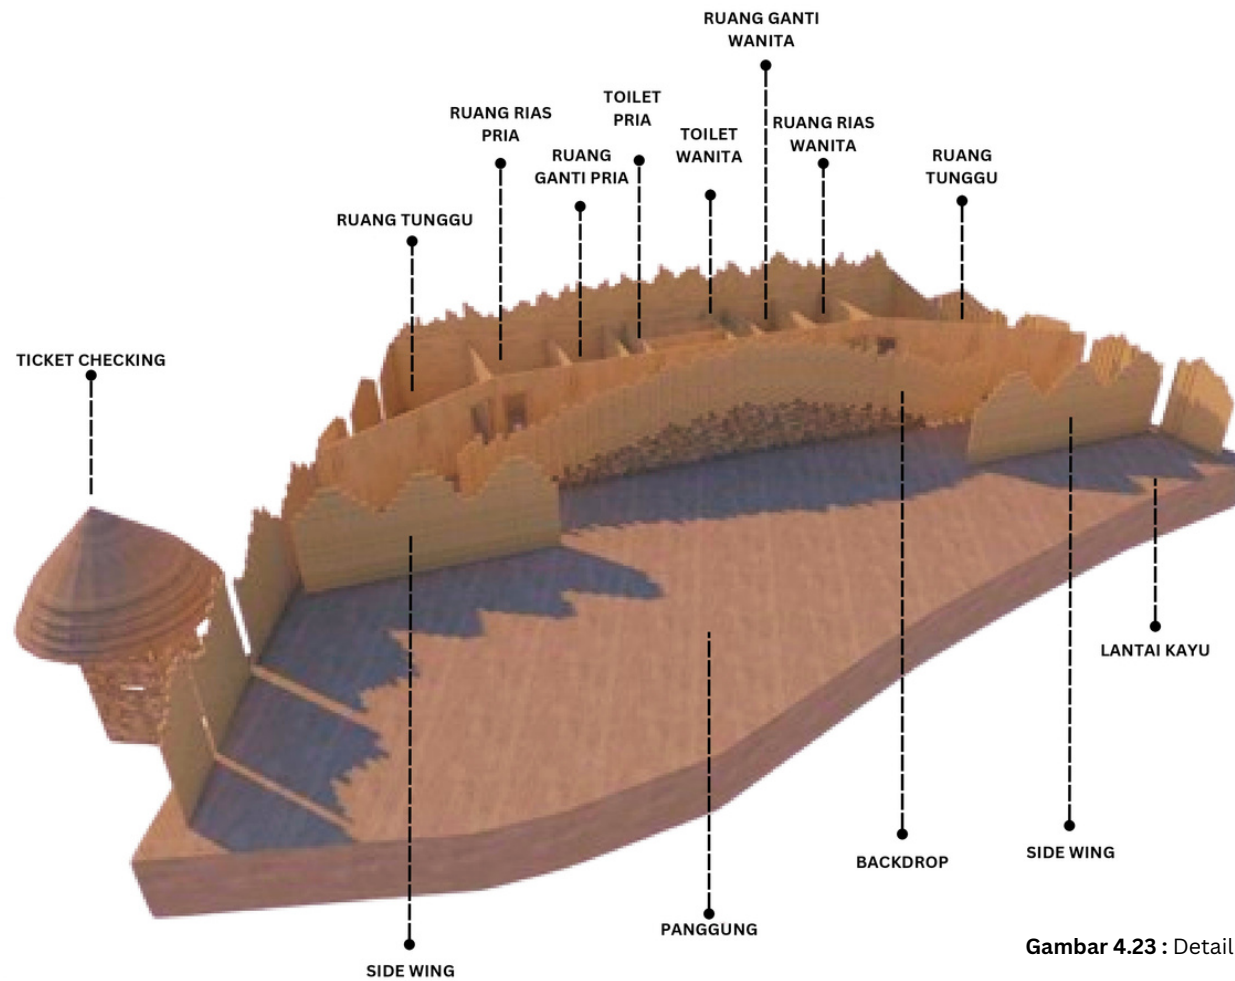 RUANG GANTI
WANITA
TOILET
PRIA
RUANG RIAS
PRIA
TOILET
WANITA
RUANG RIAS
WANITA
RUANG
GANTI PRIA
RUANG
TUNGGU
RUANG TUNGGU
TICKET CHECKING
LANTAI KAYU
SIDE WING
BACKDROP
PANGGUNG
SIDE WING
Gambar 4.23 : Detail